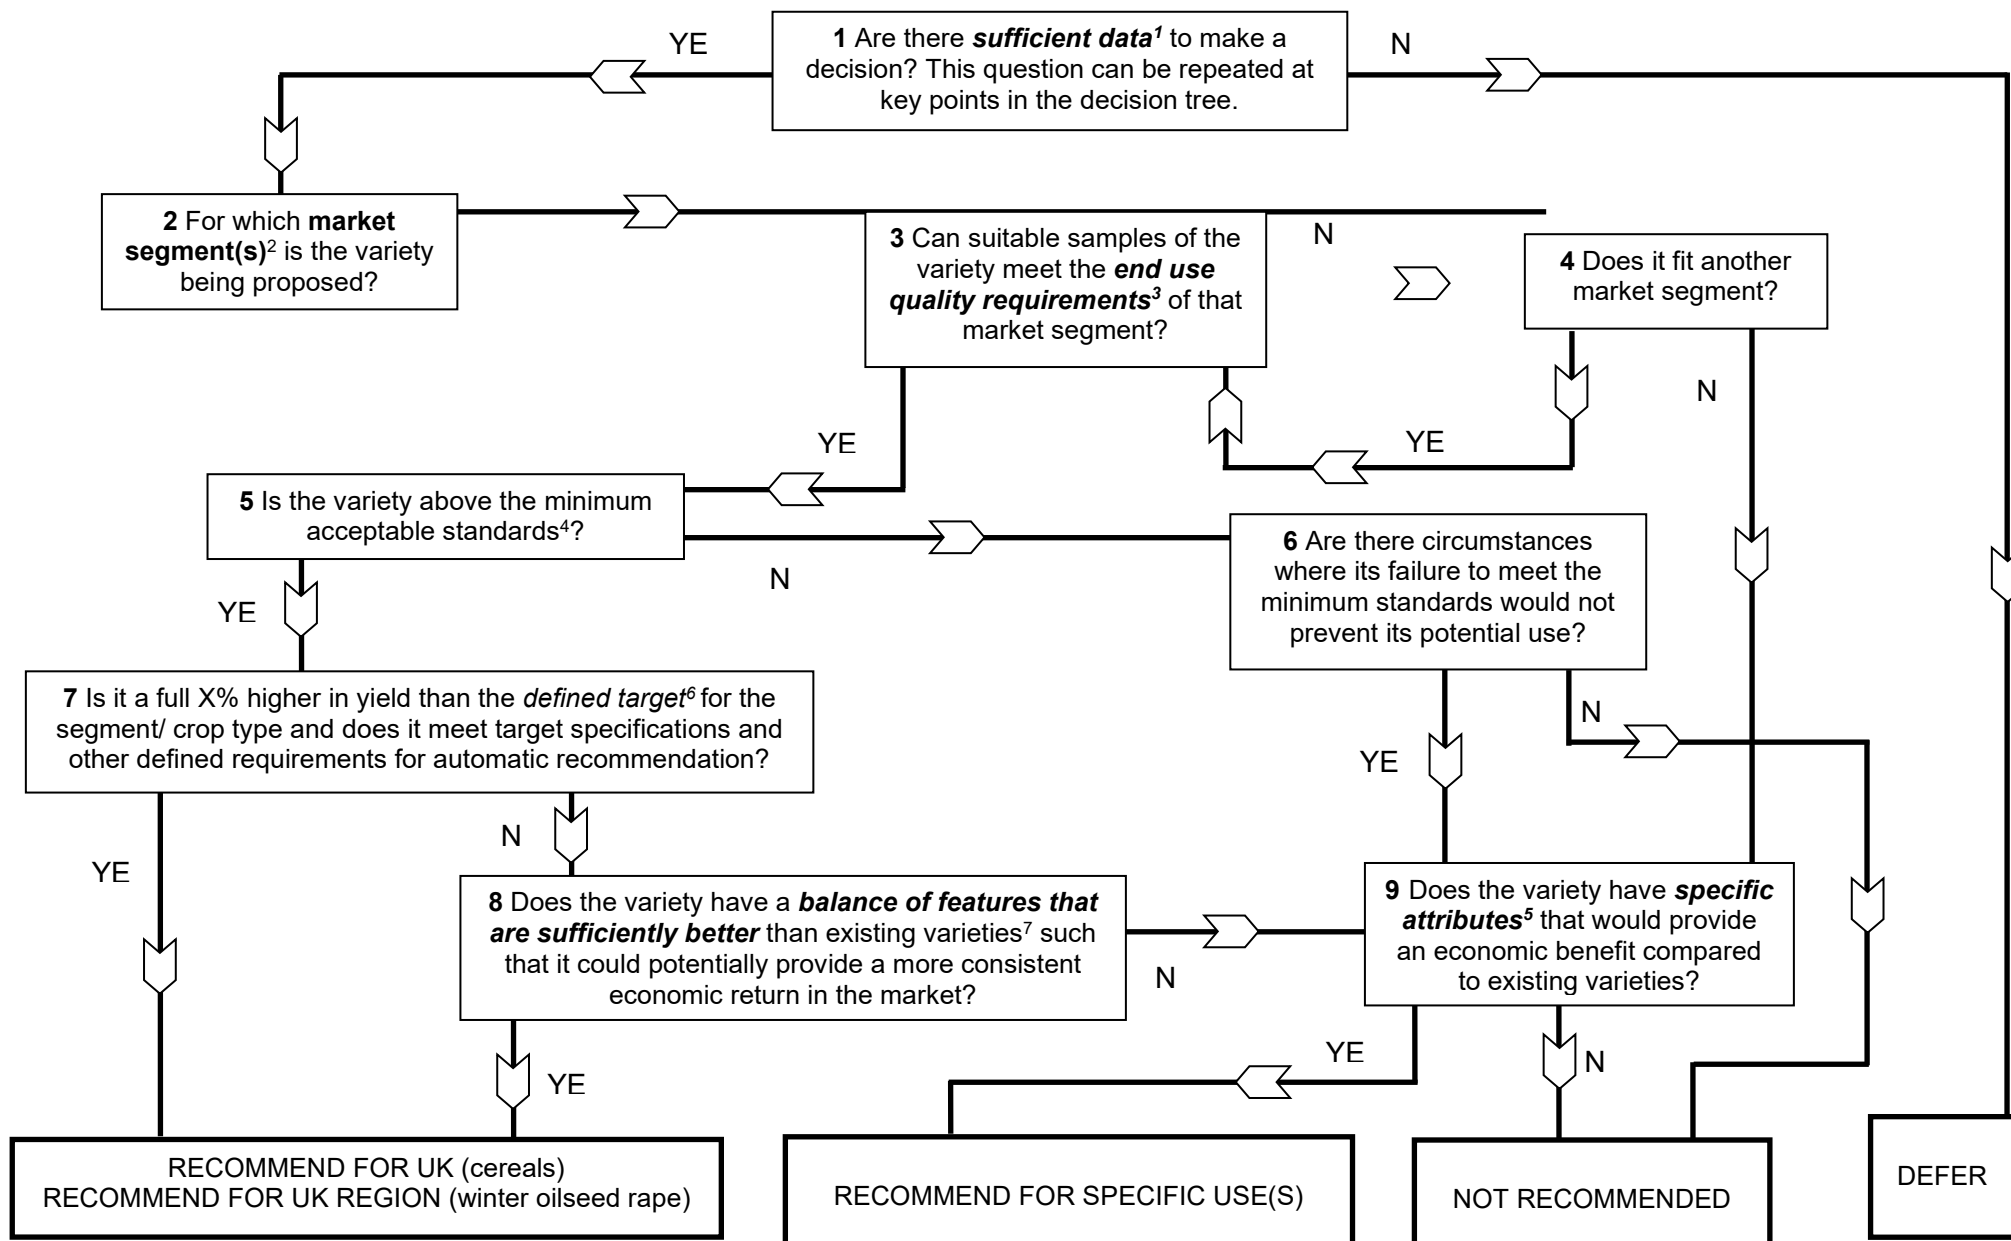 YE
1 Are there sufficient data¹ to make a
decision? This question can be repeated at
key points in the decision tree.
N
2 For which market
segment(s)² is the variety
being proposed?
3 Can suitable samples of the
variety meet the end use
quality requirements³ of that
market segment?
N
4 Does it fit another
market segment?
N
YE
YE
5 Is the variety above the minimum
acceptable standards⁴?
N
YE
6 Are there circumstances
where its failure to meet the
minimum standards would not
prevent its potential use?
7 Is it a full X% higher in yield than the defined target⁶ for the
segment/ crop type and does it meet target specifications and
other defined requirements for automatic recommendation?
N
YE
N
YE
8 Does the variety have a balance of features that
are sufficiently better than existing varieties⁷ such
that it could potentially provide a more consistent
economic return in the market?
N
9 Does the variety have specific
attributes⁵ that would provide
an economic benefit compared
to existing varieties?
YE
N
YE
RECOMMEND FOR UK (cereals)
RECOMMEND FOR UK REGION (winter oilseed rape)
RECOMMEND FOR SPECIFIC USE(S)
NOT RECOMMENDED
DEFER